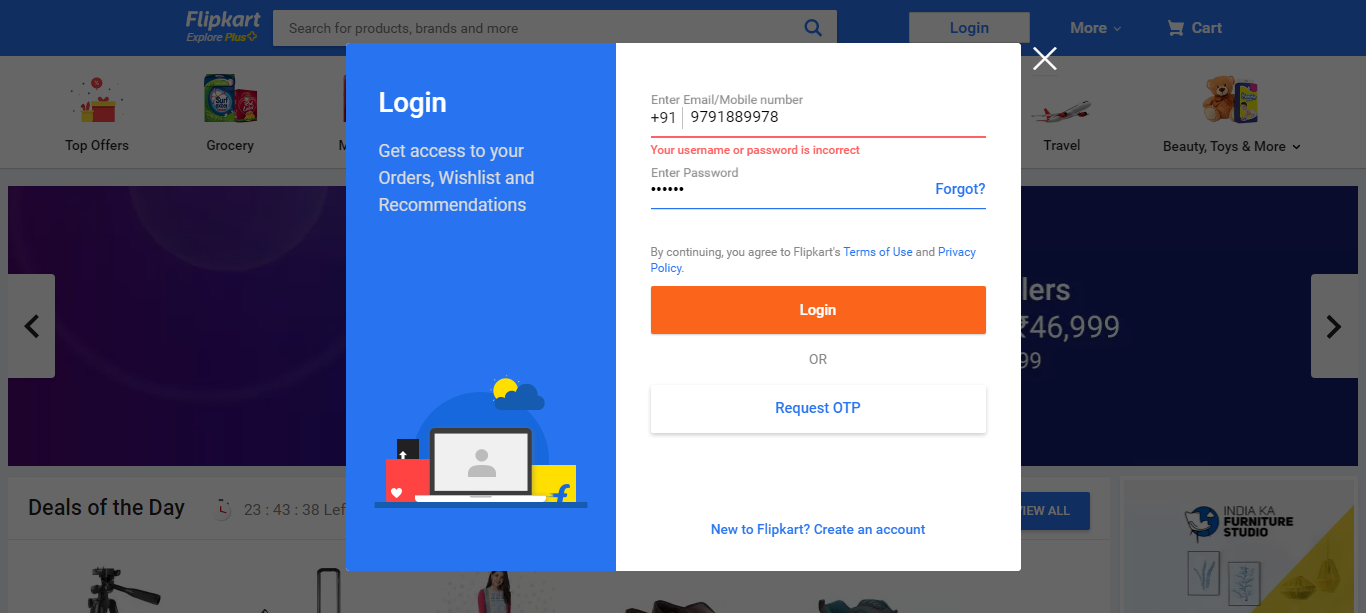 Flipkart
Explore Plus
Search for products, brands and more
Login
More
Cart
Top Offers
Grocery
M
Travel
Beauty, Toys & More
Login
Get access to your
Orders, Wishlist and
Recommendations
Enter Email/Mobile number
+91 9791889978
Your username or password is incorrect
Enter Password
••••••
Forgot?
By continuing, you agree to Flipkart's Terms of Use and Privacy
Policy.
Login
OR
Request OTP
New to Flipkart? Create an account
lers
₹46,999
99
Deals of the Day
23 : 43 : 38 Lef
IEW ALL
INDIA KA
FURNITURE
STUDIO